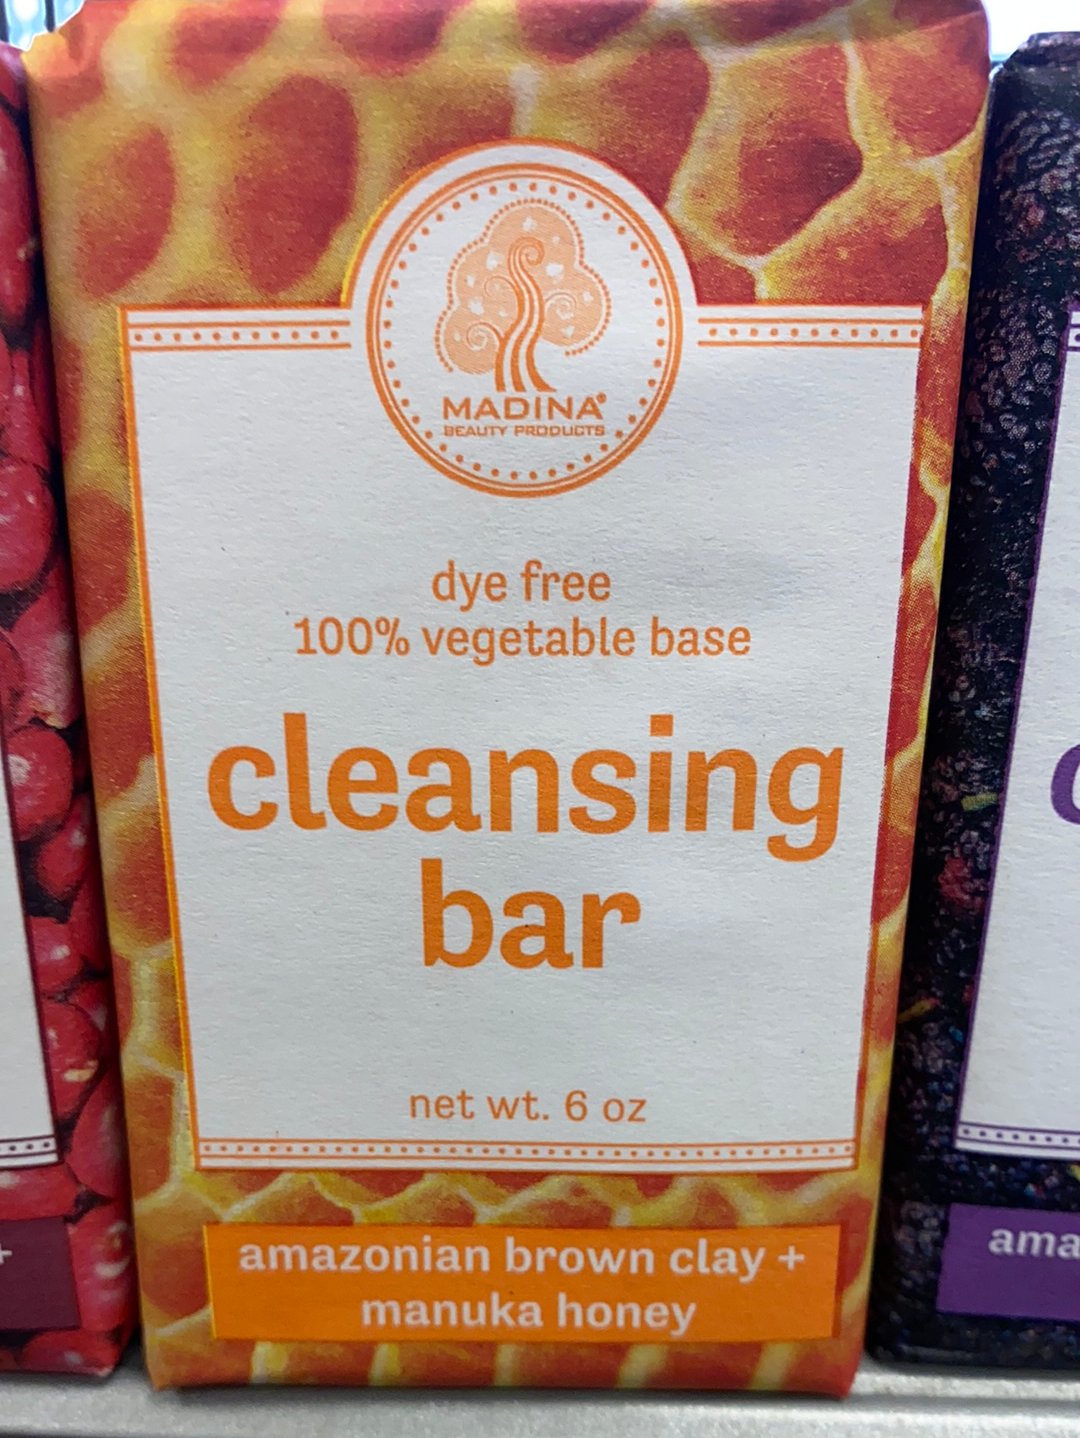 MADINA®
BEAUTY PRODUCTS
dye free
100% vegetable base
cleansing
bar
net wt. 6 oz
amazonian brown clay +
manuka honey
+
ama